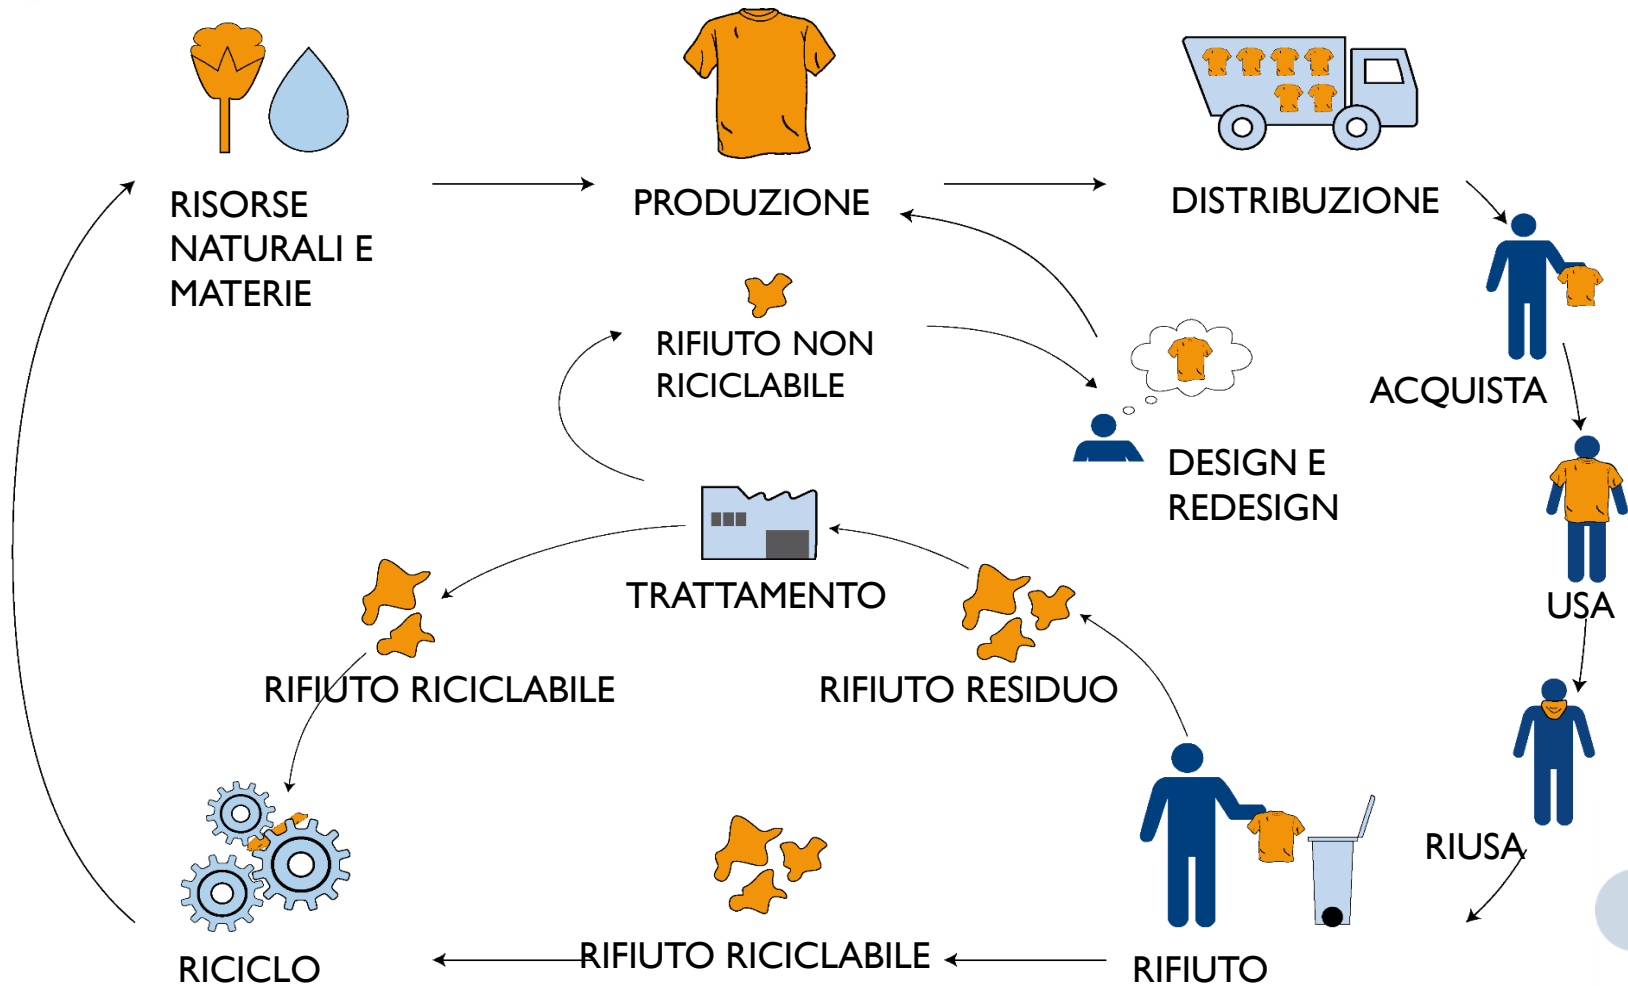 RISORSE
NATURALI E
MATERIE
PRODUZIONE
DISTRIBUZIONE
ACQUISTA
USA
RIUSA
RIFIUTO
RIFIUTO NON
RICICLABILE
DESIGN E
REDESIGN
TRATTAMENTO
RIFIUTO RICICLABILE
RIFIUTO RESIDUO
RIFIUTO RICICLABILE
RICICLO